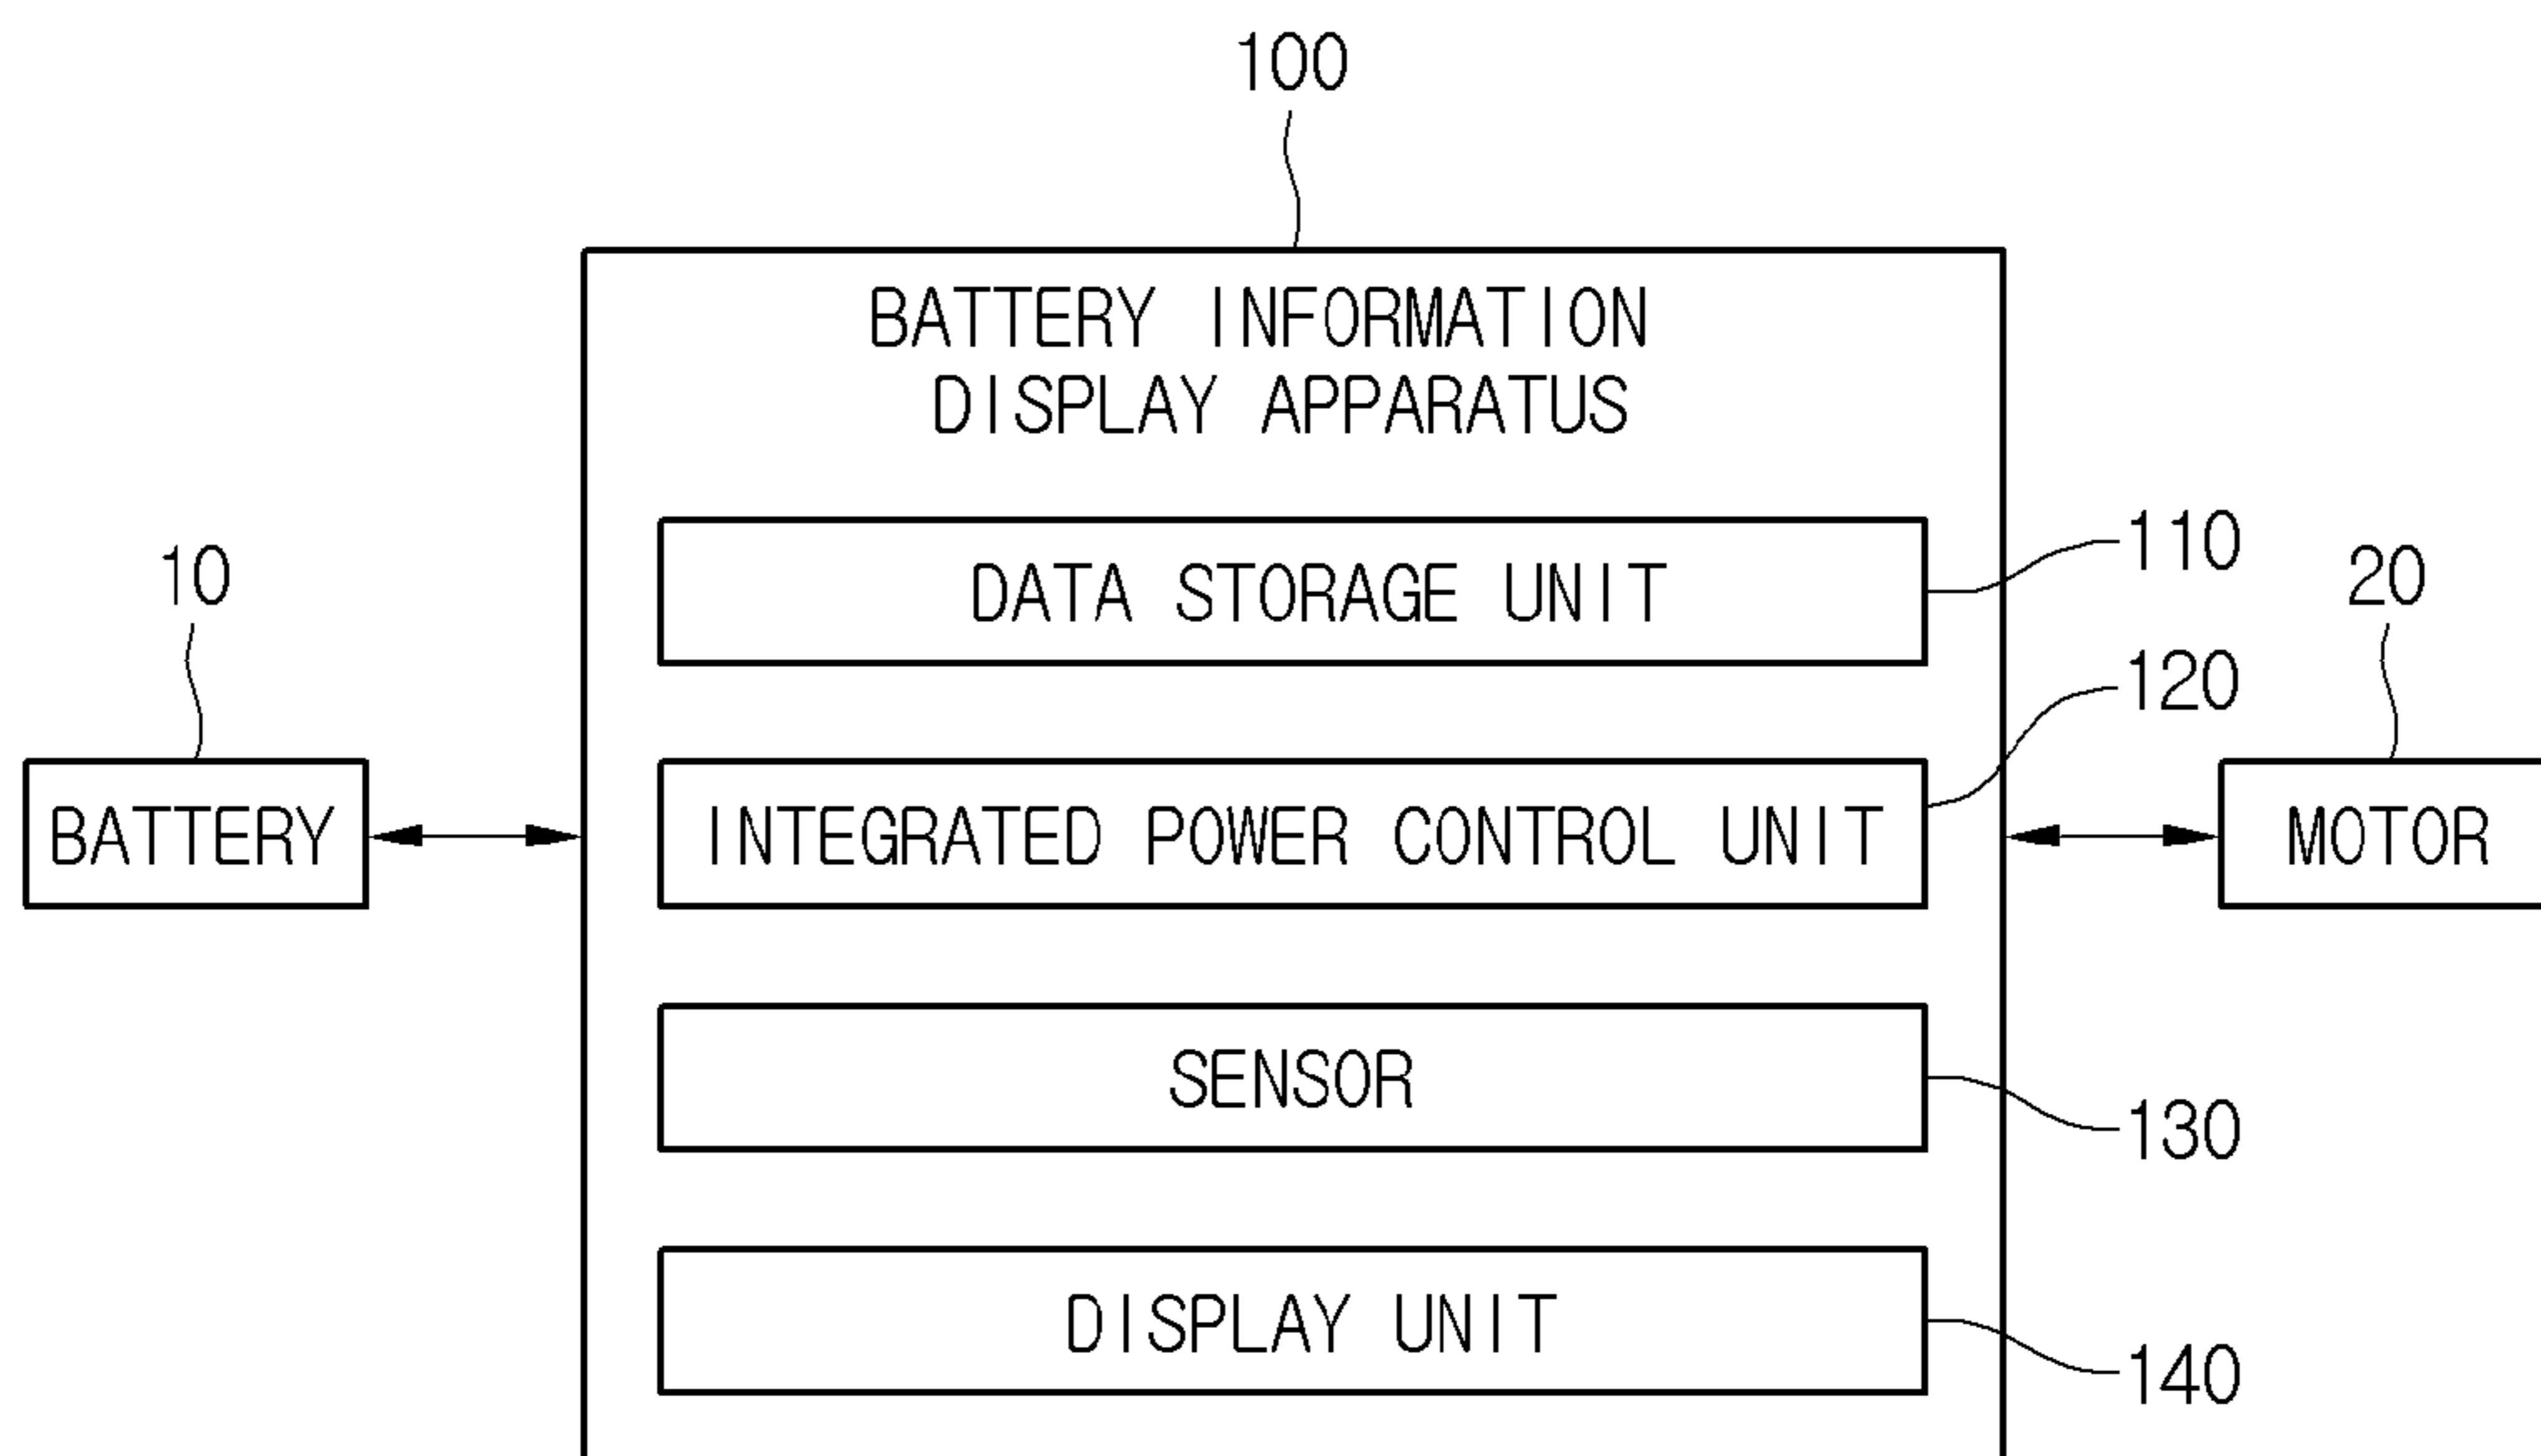 100
BATTERY INFORMATION
DISPLAY APPARATUS
110
DATA STORAGE UNIT
10
20
120
BATTERY
INTEGRATED POWER CONTROL UNIT
MOTOR
SENSOR
130
DISPLAY UNIT
140